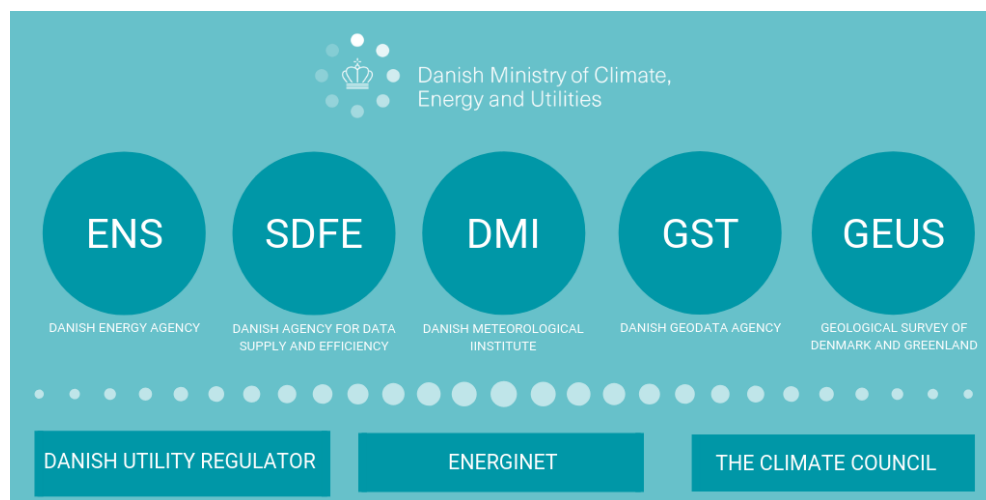 Danish Ministry of Climate,
Energy and Utilities
ENS
SDFE
DMI
GST
GEUS
DANISH ENERGY AGENCY
DANISH AGENCY FOR DATA
SUPPLY AND EFFICIENCY
DANISH METEOROLOGICAL
IINSTITUTE
DANISH GEODATA AGENCY
GEOLOGICAL SURVEY OF
DENMARK AND GREENLAND
DANISH UTILITY REGULATOR
ENERGINET
THE CLIMATE COUNCIL